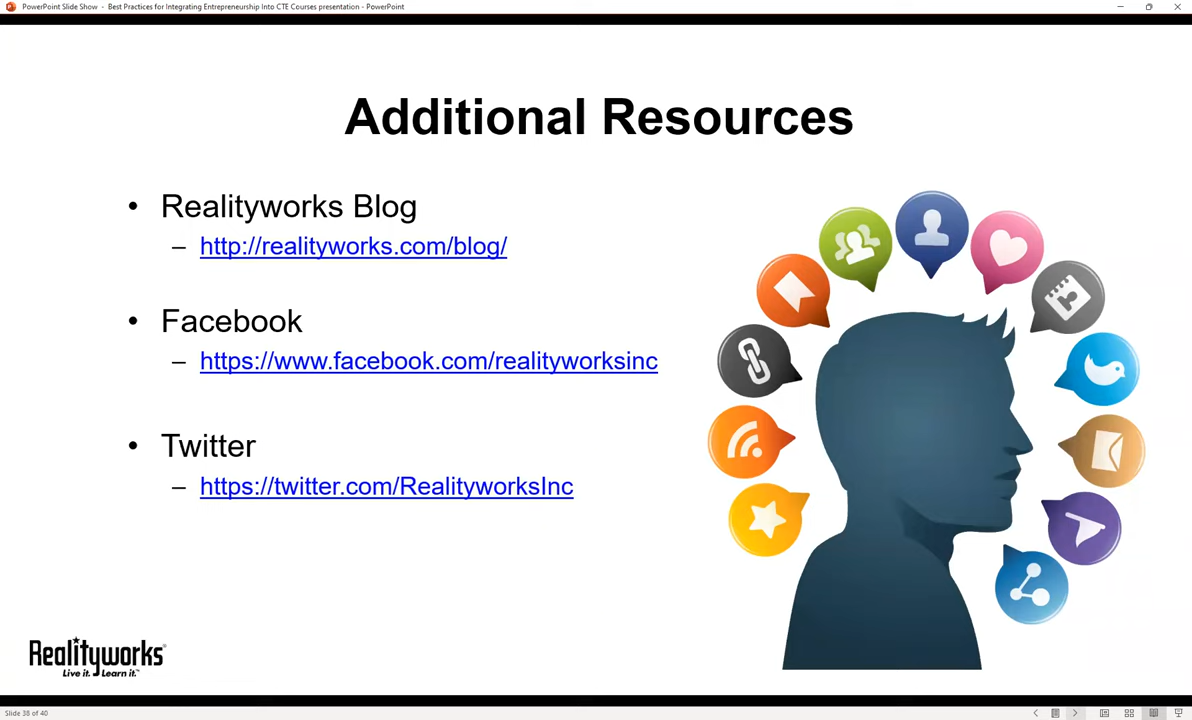 PowerPoint Slide Show - Best Practices for Integrating Entrepreneurship Into CTE Courses presentation - PowerPoint
Additional Resources
• Realityworks Blog
– http://realityworks.com/blog/
• Facebook
– https://www.facebook.com/realityworksinc
• Twitter
– https://twitter.com/RealityworksInc
Realityworks®
Live it. Learn it.™
Slide 38 of 40